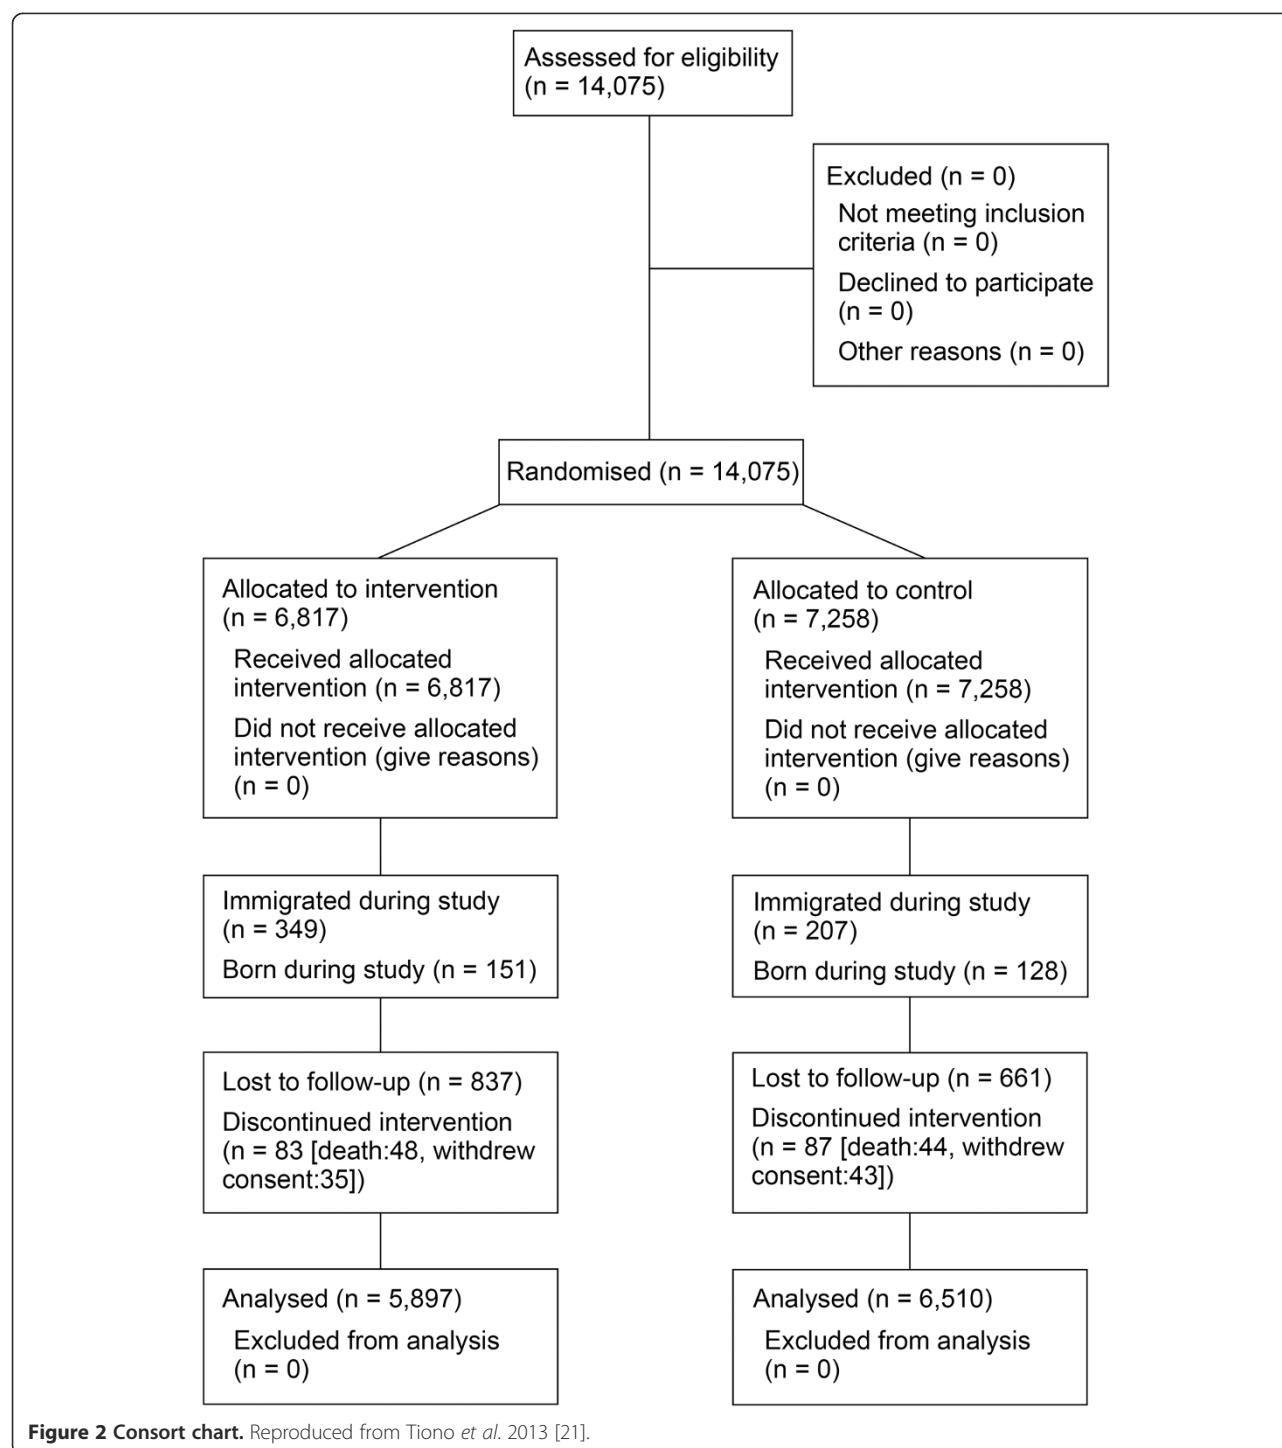 Assessed for eligibility
(n = 14,075)
Excluded (n = 0)
Not meeting inclusion
criteria (n = 0)
Declined to participate
(n = 0)
Other reasons (n = 0)
Randomised (n = 14,075)
Allocated to intervention
(n = 6,817)
Received allocated
intervention (n = 6,817)
Did not receive allocated
intervention (give reasons)
(n = 0)
Allocated to control
(n = 7,258)
Received allocated
intervention (n = 7,258)
Did not receive allocated
intervention (give reasons)
(n = 0)
Immigrated during study
(n = 349)
Born during study (n = 151)
Immigrated during study
(n = 207)
Born during study (n = 128)
Lost to follow-up (n = 837)
Discontinued intervention
(n = 83 [death:48, withdrew
consent:35])
Lost to follow-up (n = 661)
Discontinued intervention
(n = 87 [death:44, withdrew
consent:43])
Analysed (n = 5,897)
Excluded from analysis
(n = 0)
Analysed (n = 6,510)
Excluded from analysis
(n = 0)
Figure 2 Consort chart. Reproduced from Tiono et al. 2013 [21].